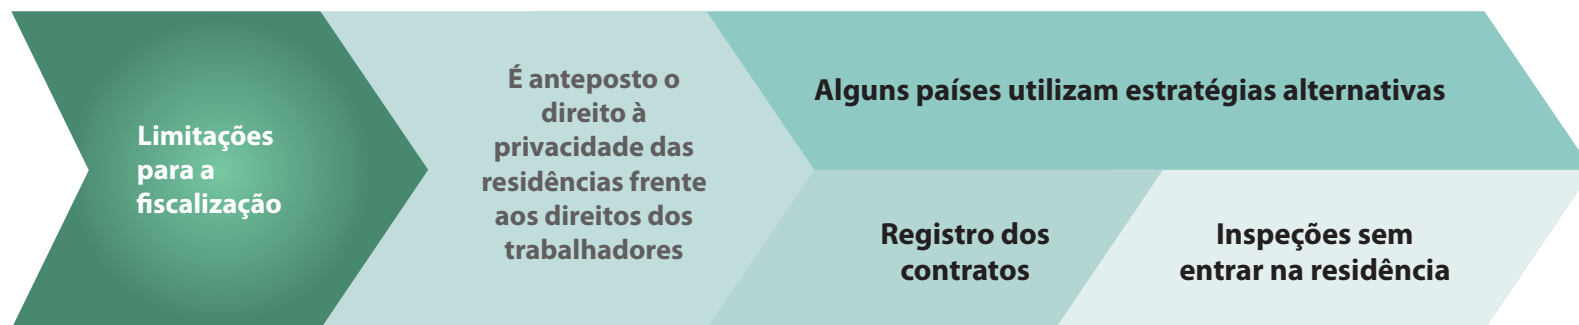 Limitações
para a
fiscalização
É anteposto o
direito à
privacidade das
residências frente
aos direitos dos
trabalhadores
Alguns países utilizam estratégias alternativas
Registro dos
contratos
Inspeções sem
entrar na residência